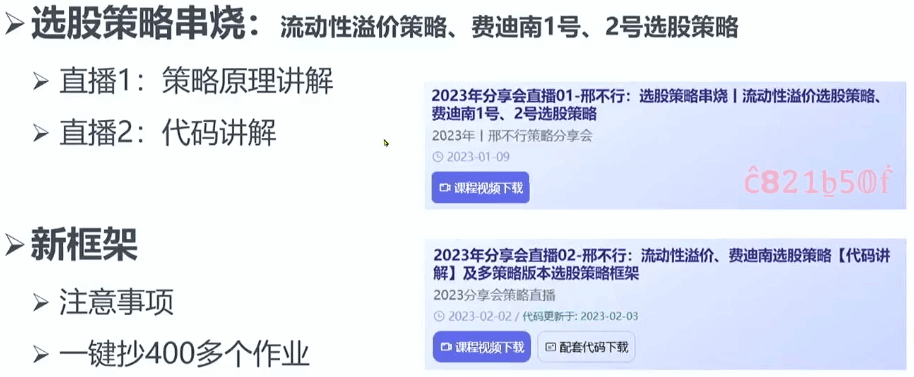 选股策略串烧：流动性溢价策略、费迪南1号、2号选股策略
直播1：策略原理讲解
直播2：代码讲解
2023年分享会直播01-邢不行：选股策略串烧丨流动性溢价选股策略、
费迪南1号、2号选股策略
2023年丨邢不行策略分享会
2023-01-09
课程视频下载
ĉ821b̲50ḟ
新框架
注意事项
一键抄400多个作业
2023年分享会直播02-邢不行：流动性溢价、费迪南选股策略【代码讲
解】及多策略版本选股策略框架
2023分享会策略直播
2023-02-02 / 代码更新于: 2023-02-03
课程视频下载 配套代码下载